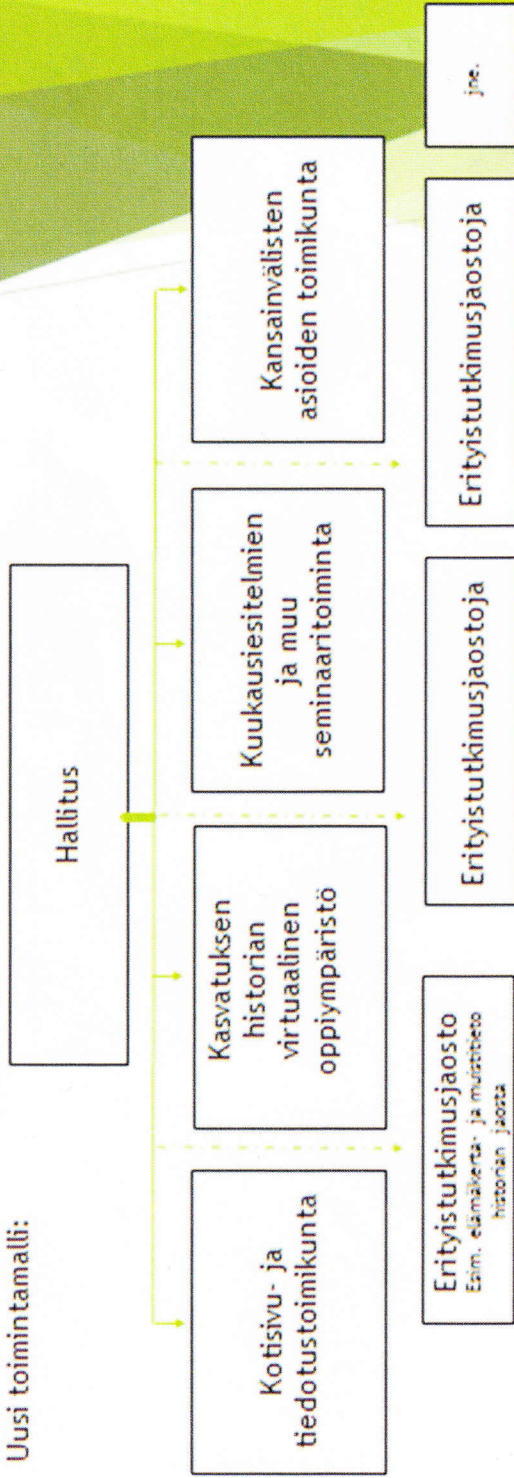 Uusi toimintamalli:
Hallitus
Kotisivu- ja
tiedotustoimikunta
Kasvatuksen
historian
virtuaalinen
oppiympäristö
Kuukausiesitelmien
ja muu
seminaaritoiminta
Kansainvälisten
asioiden toimikunta
Erityistutkimusjaosto
Esim. elämäkerta- ja muistitieto
historian jaosta
Erityistutkimusjaostoja
Erityistutkimusjaostoja
jne.